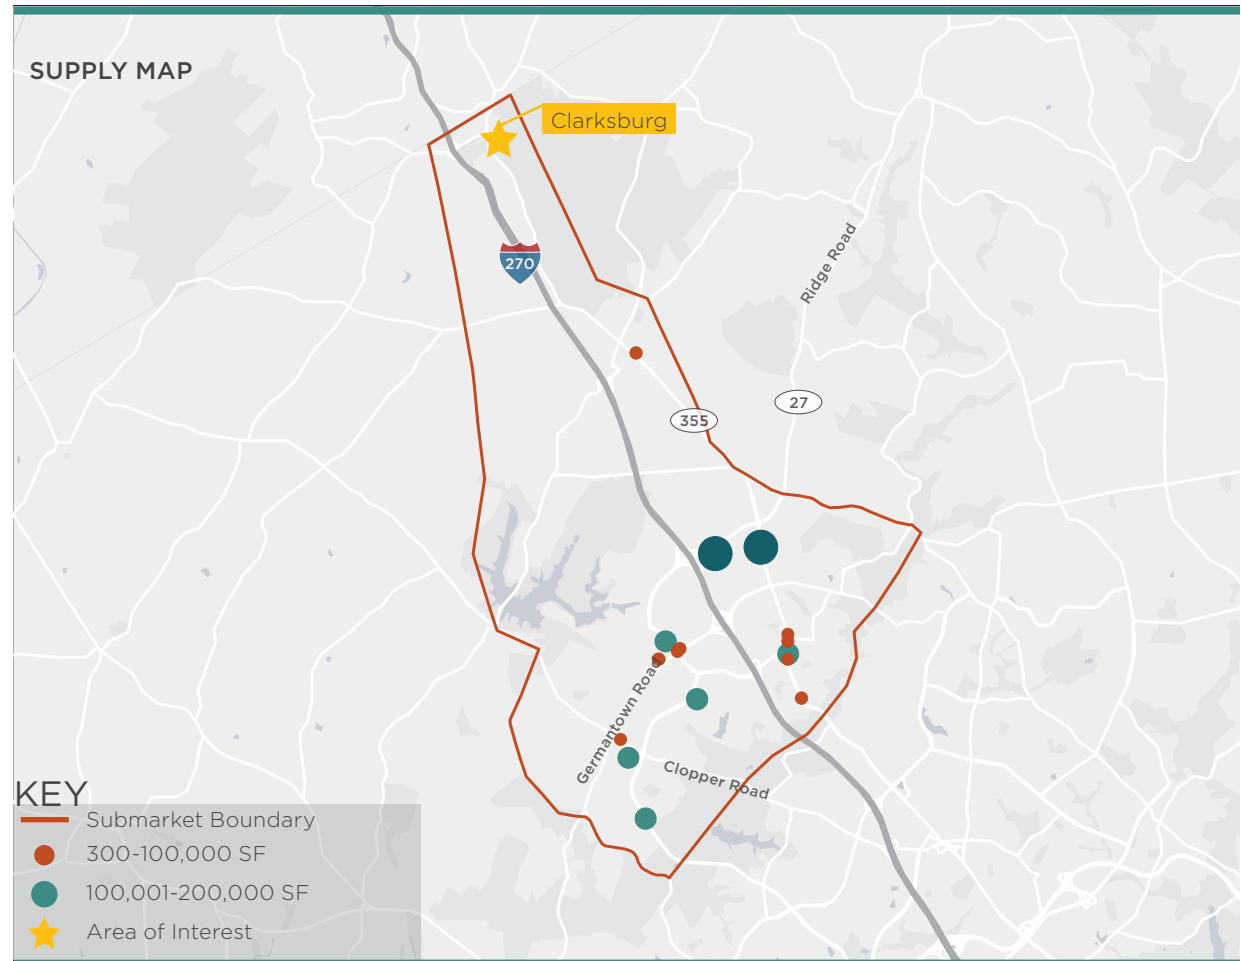 SUPPLY MAP
Clarksburg
270
Ridge Road
27
355
Germantown Road
Clopper Road
KEY
Submarket Boundary
300-100,000 SF
100,001-200,000 SF
Area of Interest